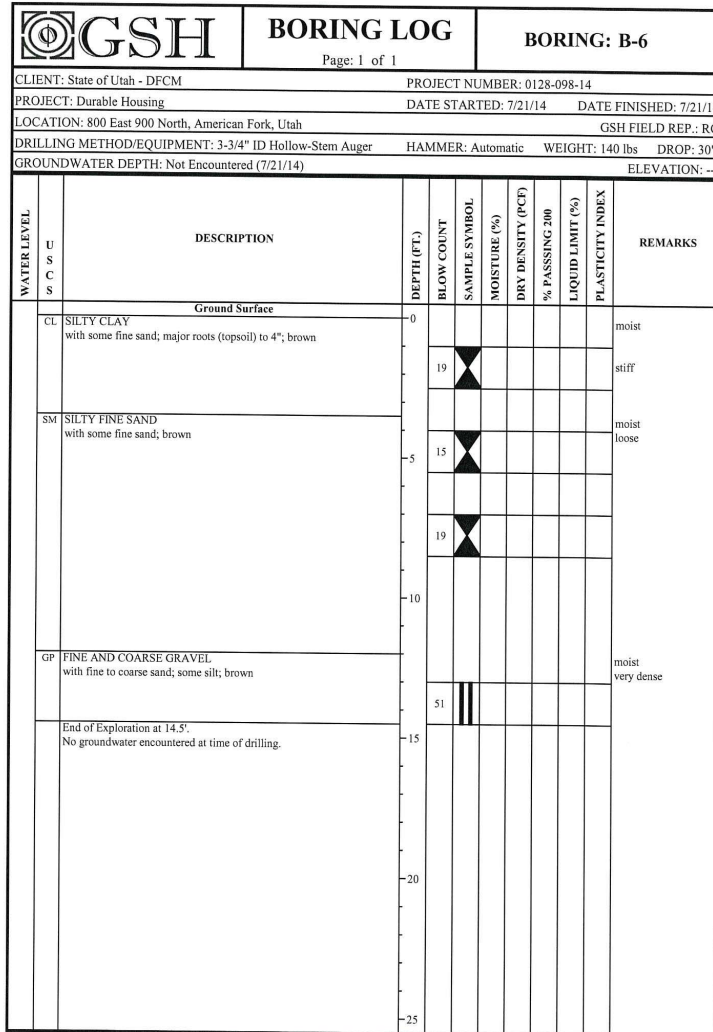 GSH
BORING LOG
Page: 1 of 1
BORING: B-6
CLIENT: State of Utah - DFCM PROJECT NUMBER: 0128-098-14
PROJECT: Durable Housing DATE STARTED: 7/21/14 DATE FINISHED: 7/21/1
LOCATION: 800 East 900 North, American Fork, Utah GSH FIELD REP.:
DRILLING METHOD/EQUIPMENT: 3-3/4" ID Hollow-Stem Auger HAMMER: Automatic WEIGHT: 140 lbs DROP: 30"
GROUNDWATER DEPTH: Not Encountered (7/21/14) ELEVATION: --
WATER LEVEL
U
S
C
S
DESCRIPTION
DEPTH (FT.)
BLOW COUNT
SAMPLE SYMBOL
MOISTURE (%)
DRY DENSITY (PCF)
% PASSSING 200
LIQUID LIMIT (%)
PLASTICITY INDEX
REMARKS
Ground Surface
0
CL SILTY CLAY moist
with some fine sand; major roots (topsoil) to 4"; brown
19 stiff
SM SILTY FINE SAND moist
with some fine sand; brown loose
15
5
19
10
GP FINE AND COARSE GRAVEL moist
with fine to coarse sand; some silt; brown very dense
51
End of Exploration at 14.5'.
15
No groundwater encountered at time of drilling.
20
25